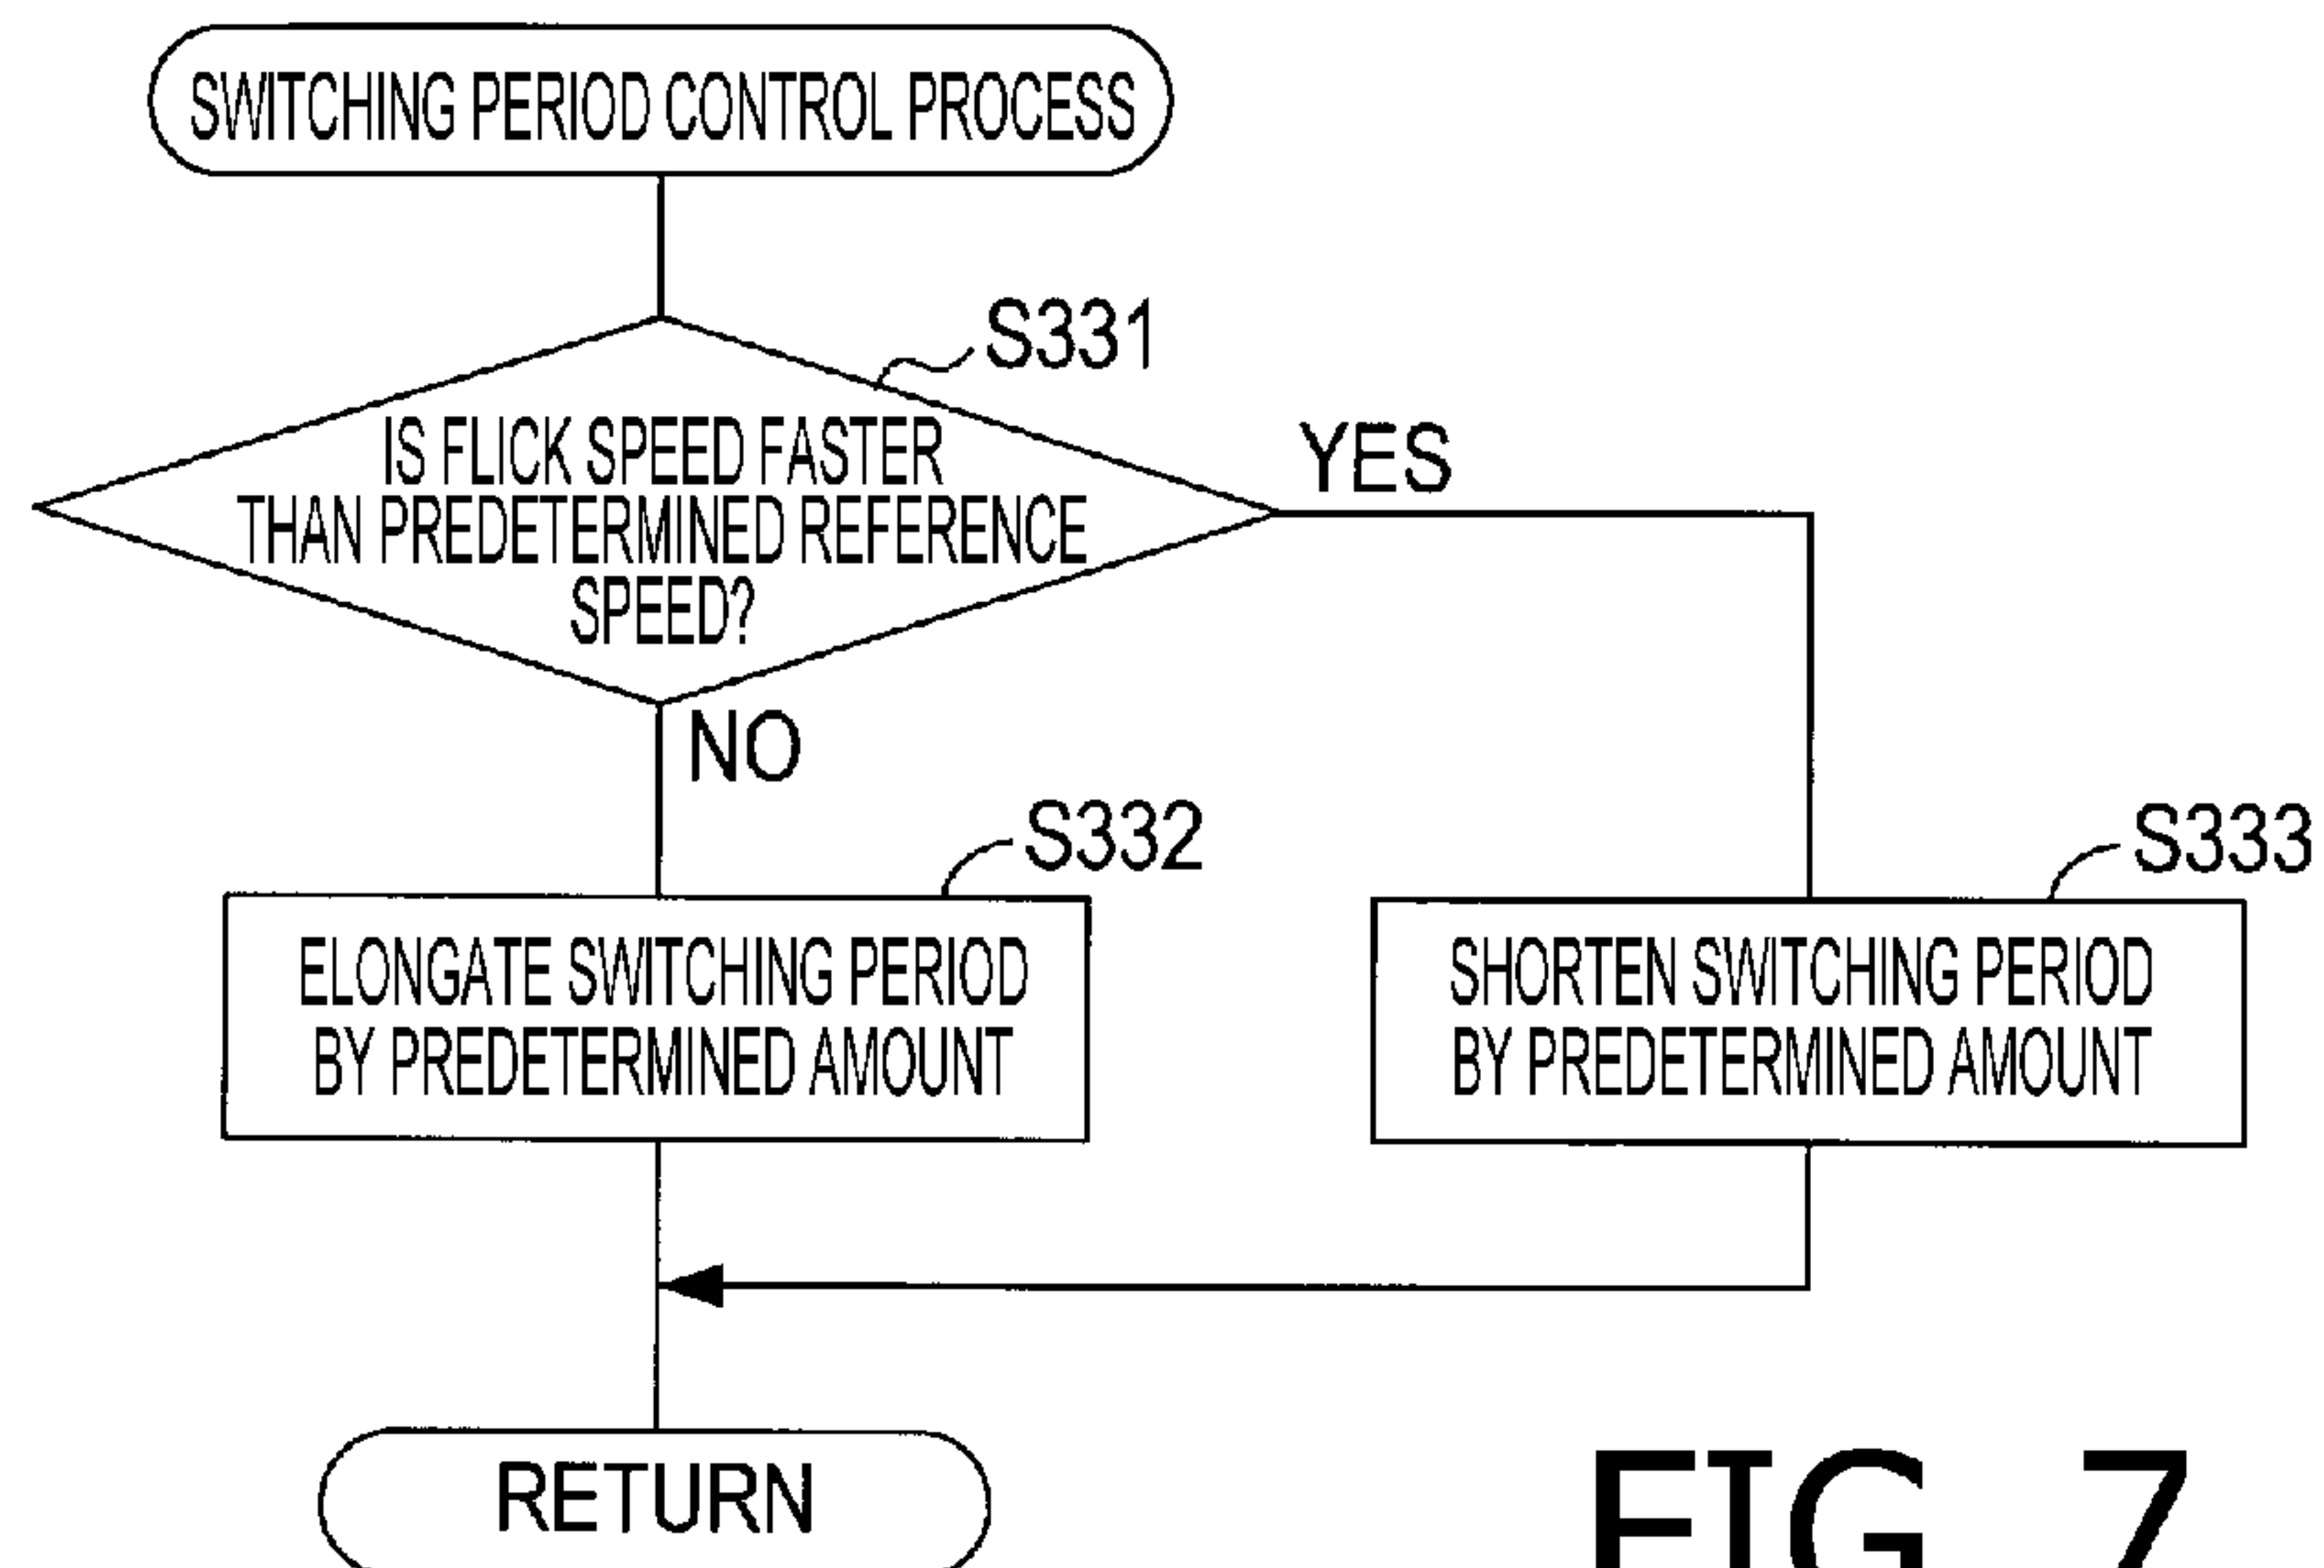 SWITCHING PERIOD CONTROL PROCESS
S331
IS FLICK SPEED FASTER
THAN PREDETERMINED REFERENCE
SPEED?
YES
NO
S332
S333
ELONGATE SWITCHING PERIOD
BY PREDETERMINED AMOUNT
SHORTEN SWITCHING PERIOD
BY PREDETERMINED AMOUNT
RETURN
FIG 7